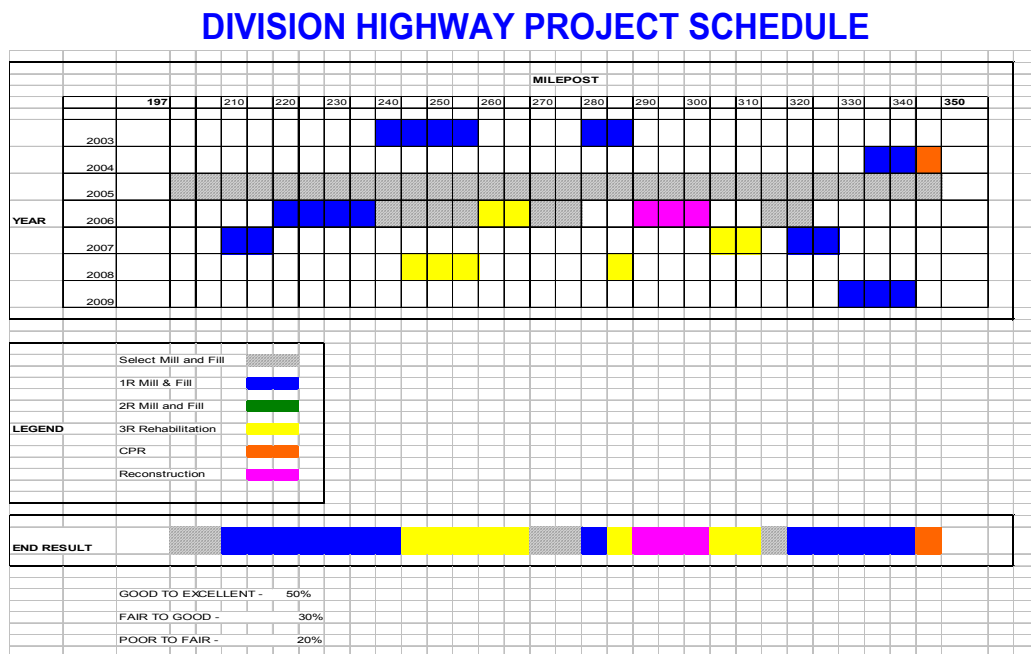 DIVISION HIGHWAY PROJECT SCHEDULE
MILEPOST
197 210 220 230 240 250 260 270 280 290 300 310 320 330 340 350
2003
2004
2005
YEAR 2006
2007
2008
2009
Select Mill and Fill
1R Mill & Fill
2R Mill and Fill
LEGEND 3R Rehabilitation
CPR
Reconstruction
END RESULT
GOOD TO EXCELLENT - 50%
FAIR TO GOOD - 30%
POOR TO FAIR - 20%